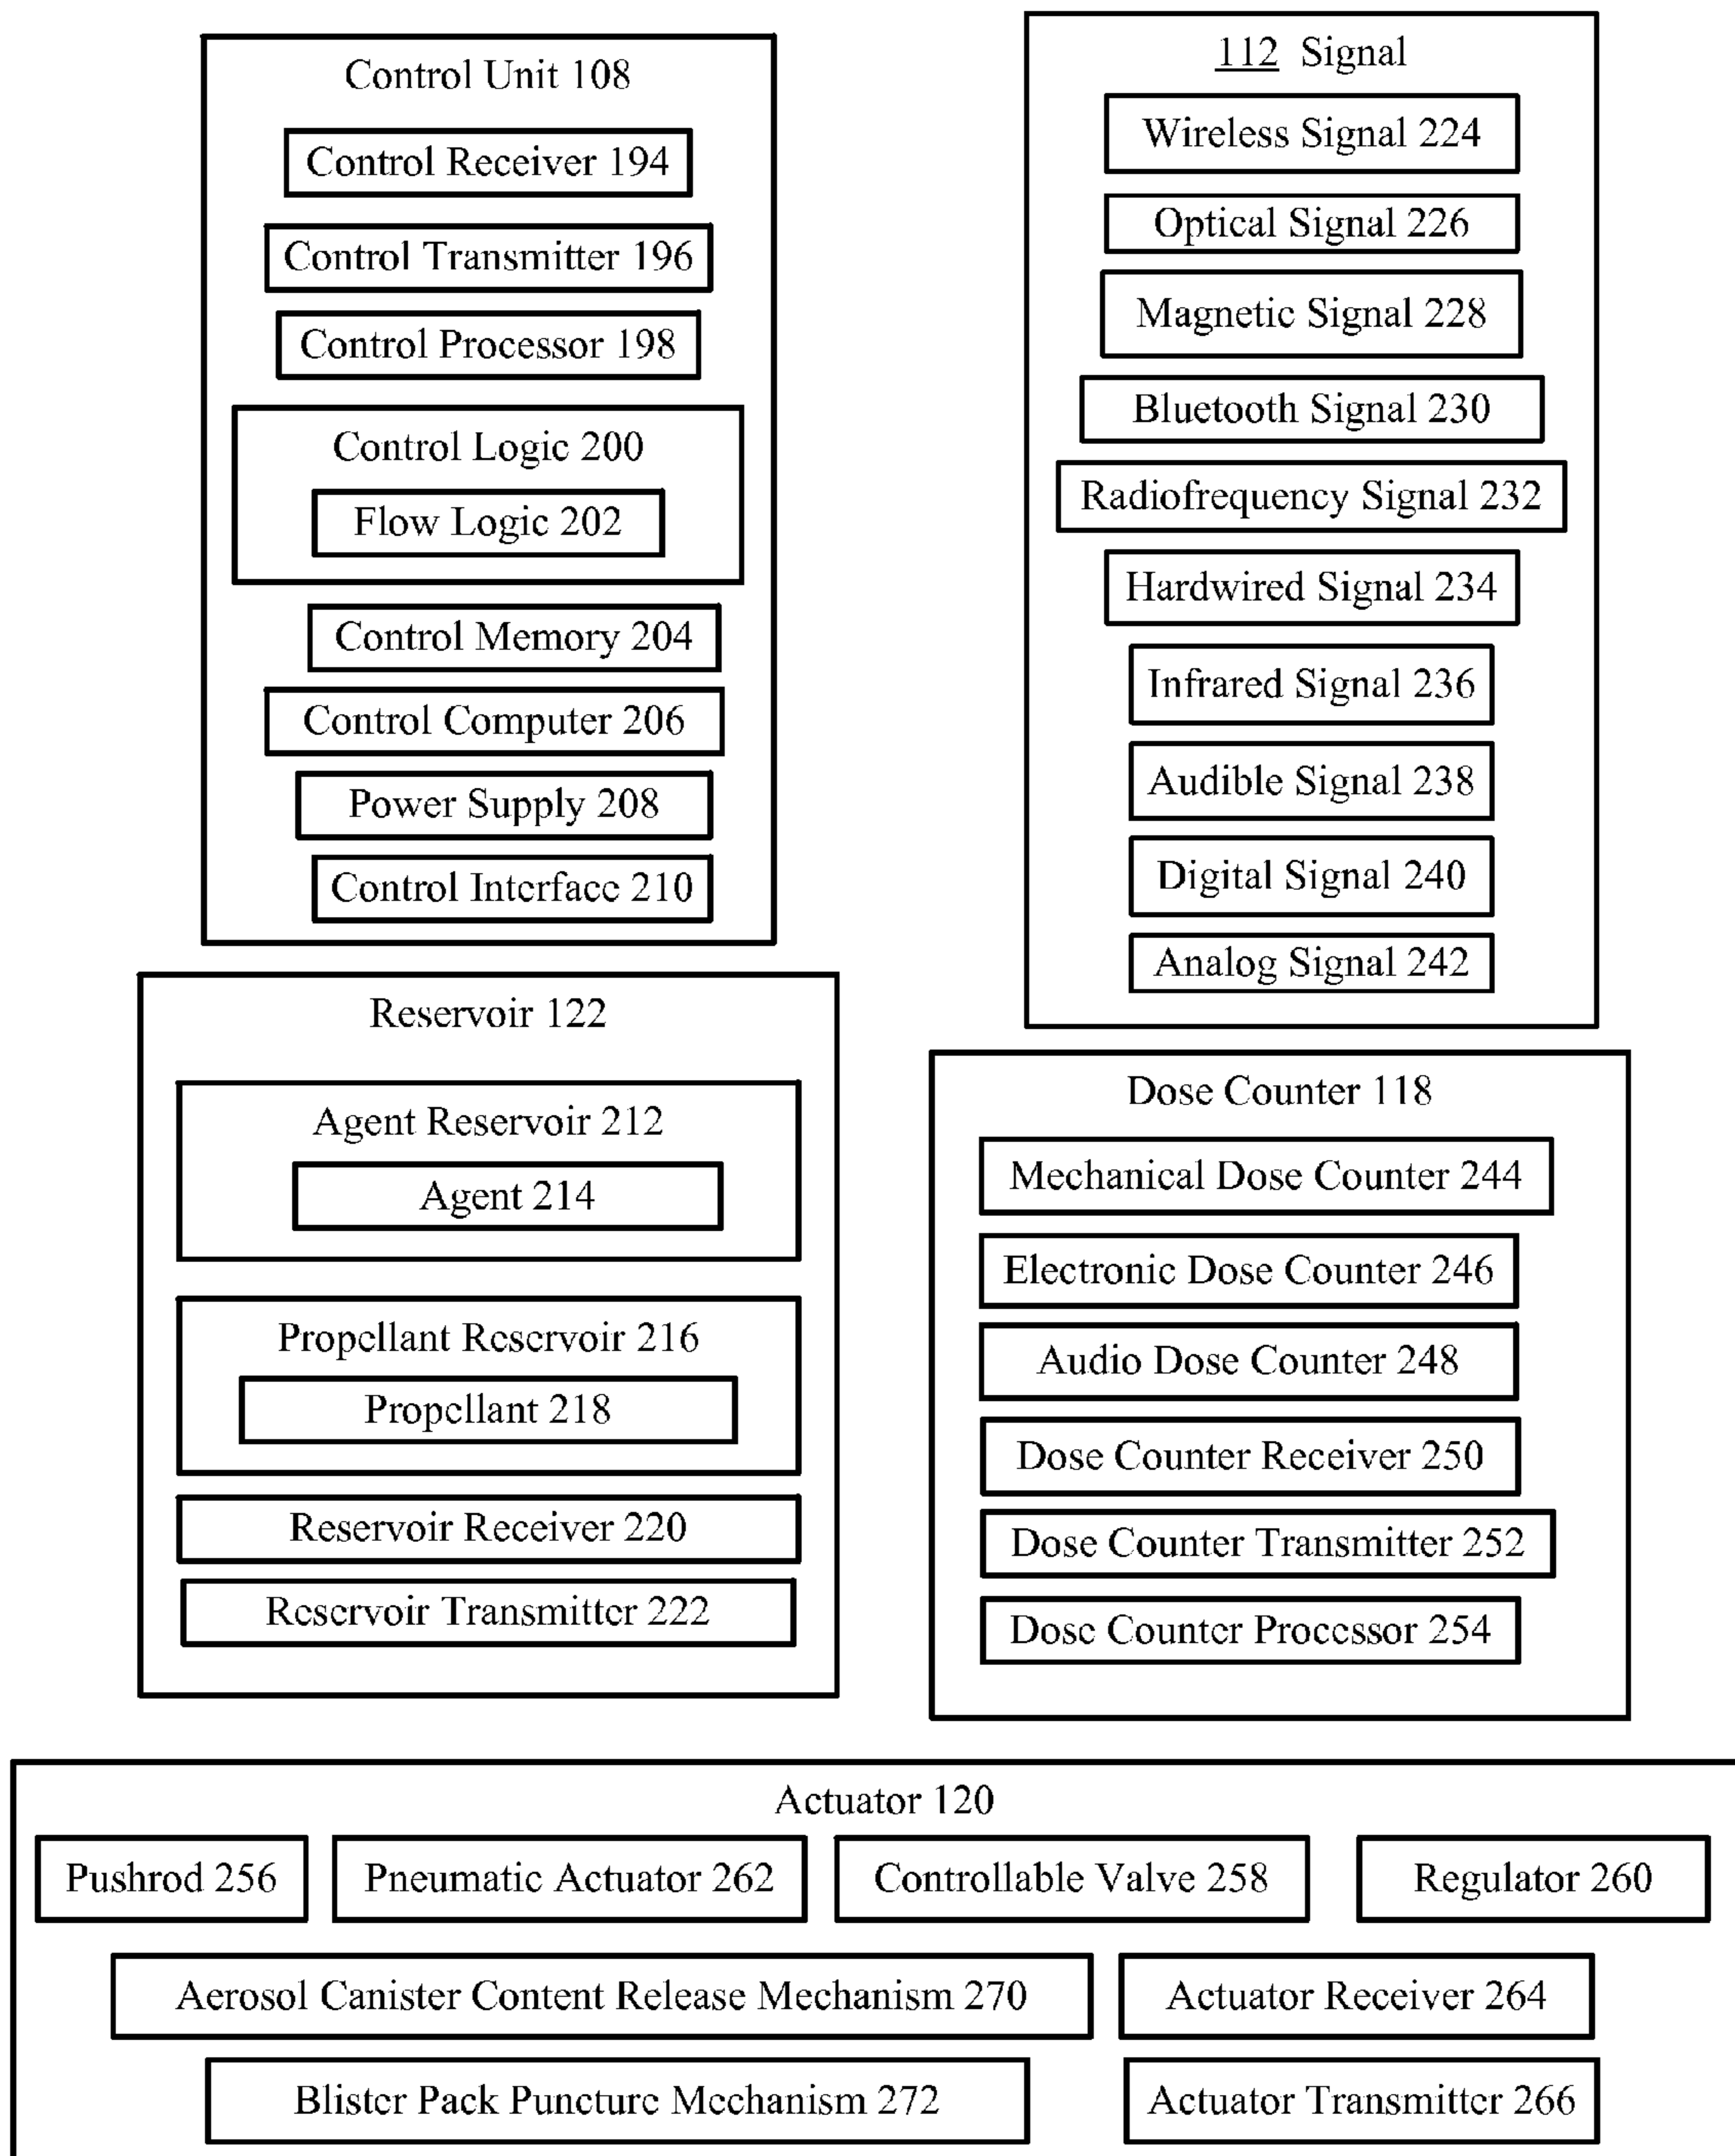 Control Unit 108
Control Receiver 194
Control Transmitter 196
Control Processor 198
Control Logic 200
Flow Logic 202
Control Memory 204
Control Computer 206
Power Supply 208
Control Interface 210
112 Signal
Wireless Signal 224
Optical Signal 226
Magnetic Signal 228
Bluetooth Signal 230
Radiofrequency Signal 232
Hardwired Signal 234
Infrared Signal 236
Audible Signal 238
Digital Signal 240
Analog Signal 242
Reservoir 122
Agent Reservoir 212
Agent 214
Propellant Reservoir 216
Propellant 218
Reservoir Receiver 220
Reservoir Transmitter 222
Dose Counter 118
Mechanical Dose Counter 244
Electronic Dose Counter 246
Audio Dose Counter 248
Dose Counter Receiver 250
Dose Counter Transmitter 252
Dose Counter Processor 254
Actuator 120
Pushrod 256
Pneumatic Actuator 262
Controllable Valve 258
Regulator 260
Aerosol Canister Content Release Mechanism 270
Actuator Receiver 264
Blister Pack Puncture Mechanism 272
Actuator Transmitter 266